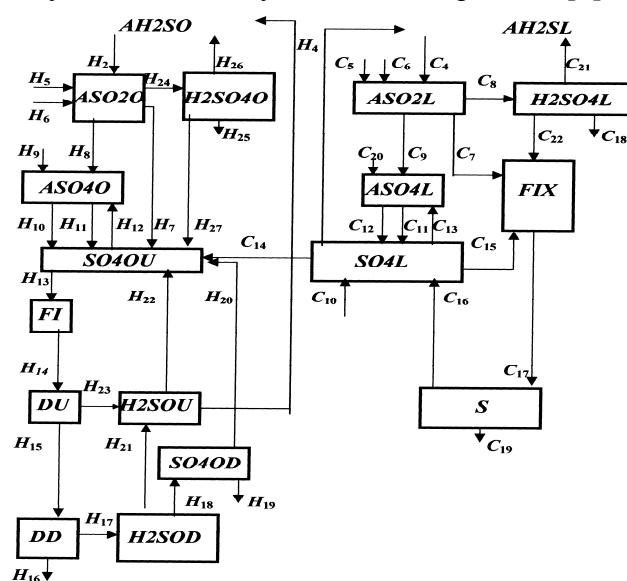 AH2SO
AH2SL
H2
H4
H5
H6
H24
H26
ASO2O
H2SO4O
H25
C5
C6
C4
C8
C21
ASO2L
H2SO4L
C22
C18
H9
H8
C20
C9
C7
ASO4O
ASO4L
FIX
H10
H11
H12
H7
H27
C12
C11
C13
C14
C15
SO4OU
SO4L
H13
H22
H20
C10
C16
FI
H14
C17
H23
DU
H2SOU
S
H15
H21
C19
SO4OD
H18
H19
H17
DD
H2SOD
H16